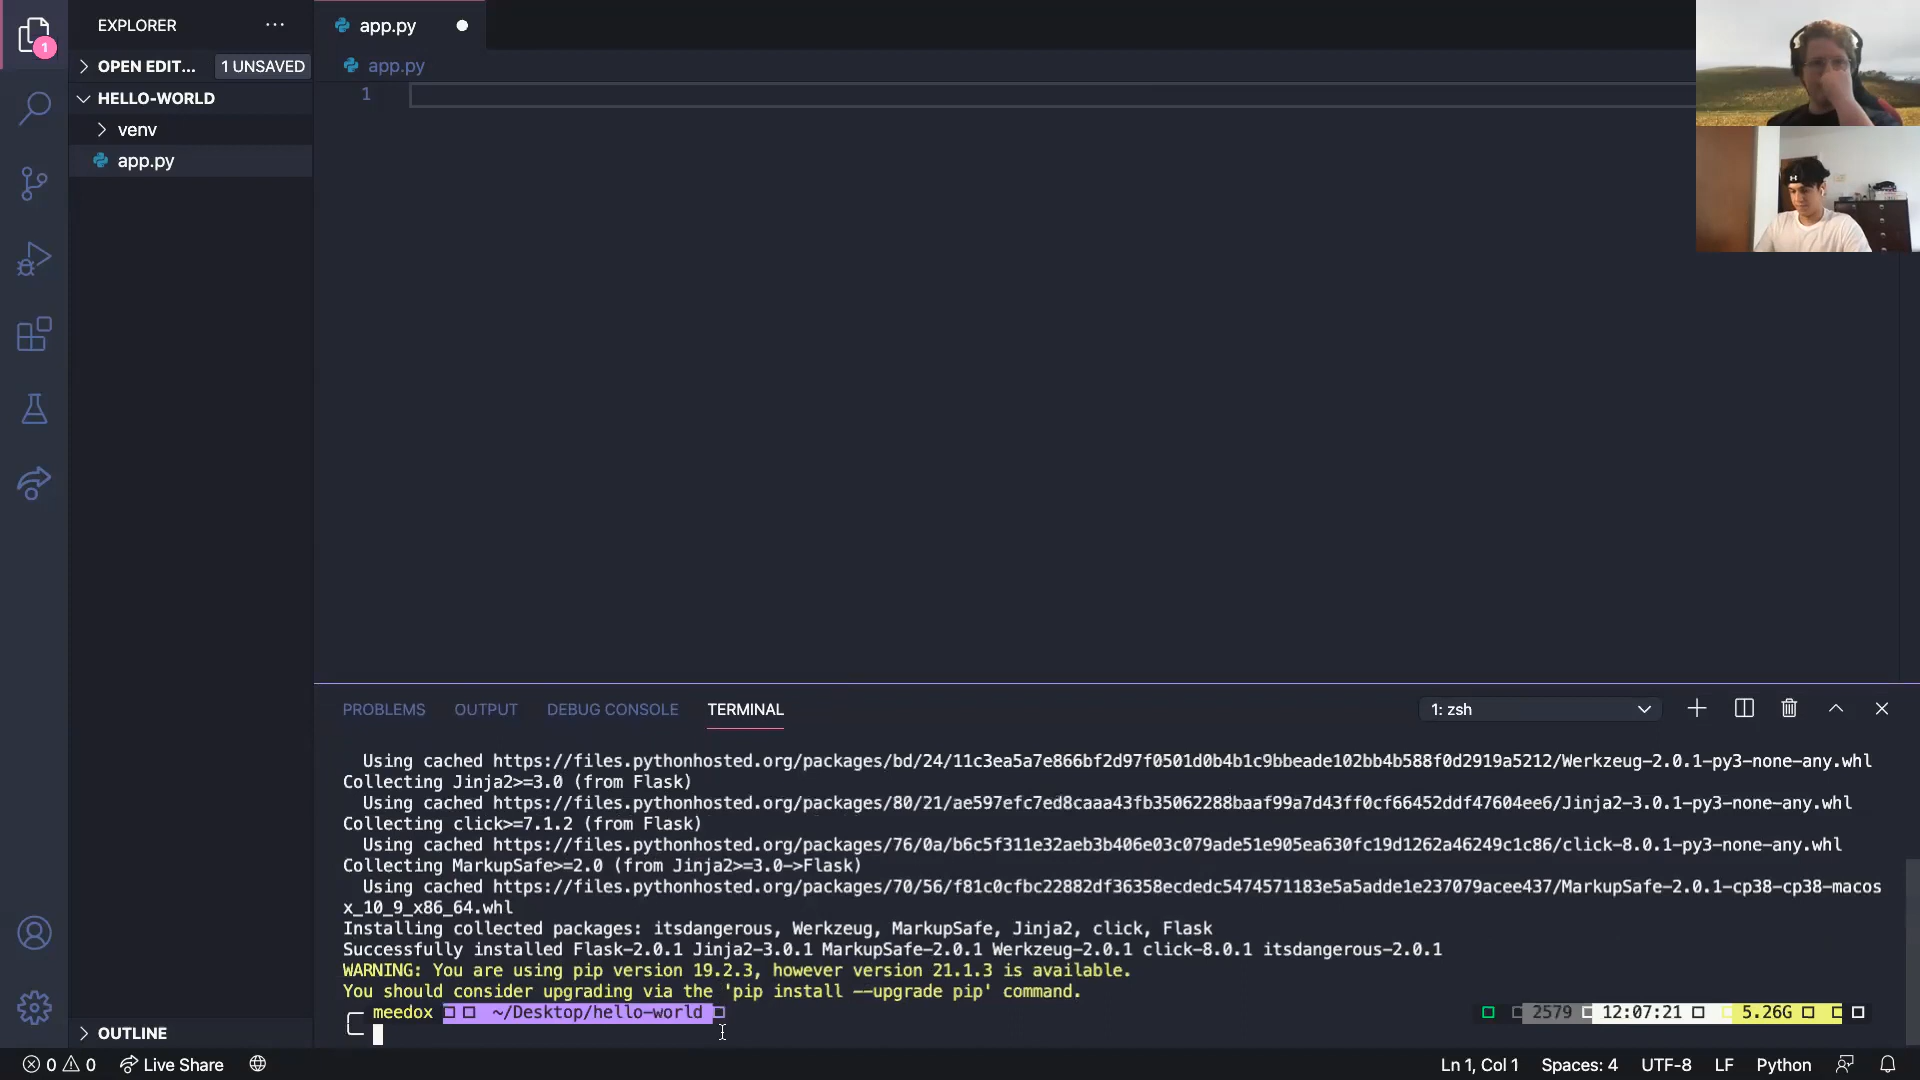 EXPLORER
1
OPEN EDIT...
1 UNSAVED
HELLO-WORLD
venv
app.py
app.py
app.py
1
PROBLEMS
OUTPUT
DEBUG CONSOLE
TERMINAL
1: zsh
Using cached https://files.pythonhosted.org/packages/bd/24/11c3ea5a7e866bf2d97f0501d0b4b1c9bbeade102bb4b588f0d2919a5212/Werkzeug-2.0.1-py3-none-any.whl
Collecting Jinja2>=3.0 (from Flask)
Using cached https://files.pythonhosted.org/packages/80/21/ae597efc7ed8caaa43fb35062288baaf99a7d43ff0cf66452ddf47604ee6/Jinja2-3.0.1-py3-none-any.whl
Collecting click>=7.1.2 (from Flask)
Using cached https://files.pythonhosted.org/packages/76/0a/b6c5f311e32aeb3b406e03c079ade51e905ea630fc19d1262a46249c1c86/click-8.0.1-py3-none-any.whl
Collecting MarkupSafe>=2.0 (from Jinja2>=3.0->Flask)
Using cached https://files.pythonhosted.org/packages/70/56/f81c0cfbc22882df36358ecdedc5474571183e5a5adde1e237079acee437/MarkupSafe-2.0.1-cp38-cp38-macos
x_10_9_x86_64.whl
Installing collected packages: itsdangerous, Werkzeug, MarkupSafe, Jinja2, click, Flask
Successfully installed Flask-2.0.1 Jinja2-3.0.1 MarkupSafe-2.0.1 Werkzeug-2.0.1 click-8.0.1 itsdangerous-2.0.1
WARNING: You are using pip version 19.2.3, however version 21.1.3 is available.
You should consider upgrading via the 'pip install --upgrade pip' command.
meedox ~/Desktop/hello-world 2579 12:07:21 5.26G
OUTLINE
0 0 Live Share
Ln 1, Col 1 Spaces: 4 UTF-8 LF Python